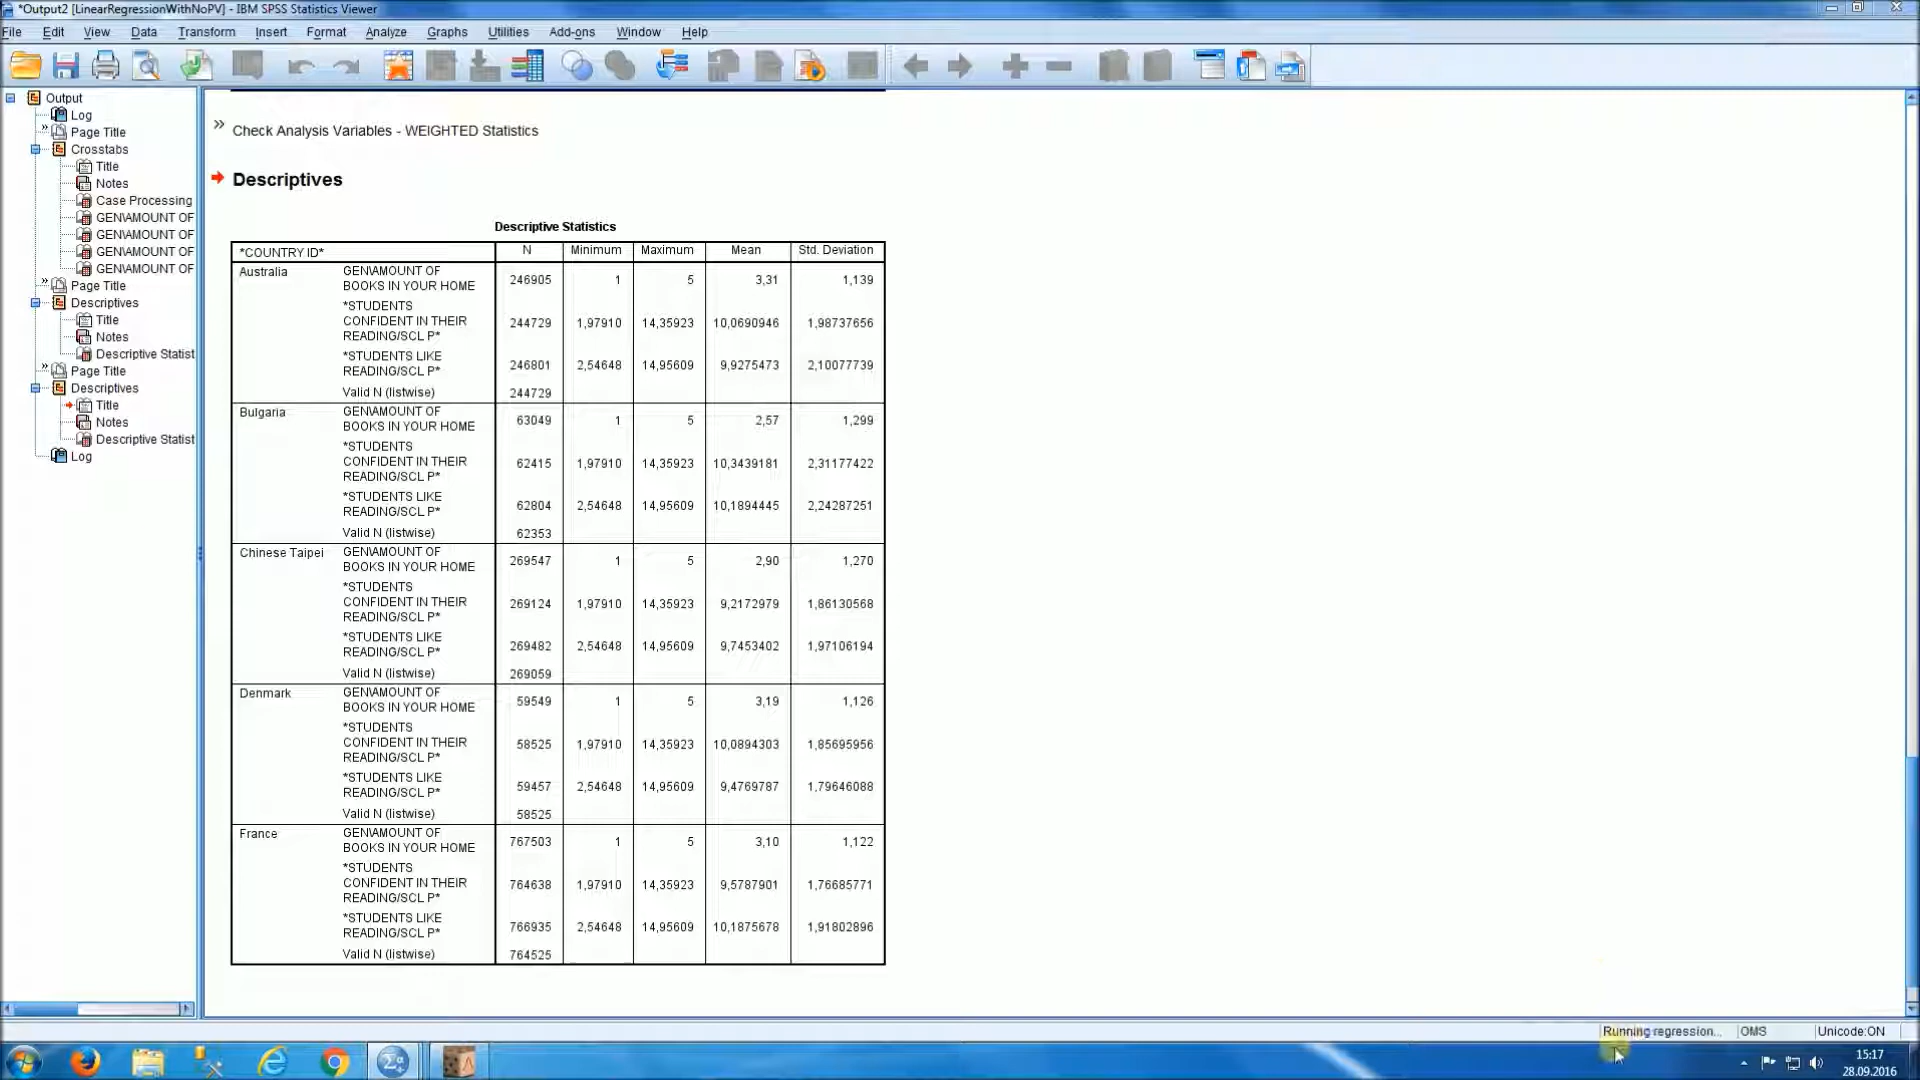 *Output2 [LinearRegressionWithNoPV] - IBM SPSS Statistics Viewer
File Edit View Data Transform Insert Format Analyze Graphs Utilities Add-ons Window Help
Output
Log
Page Title
Crosstabs
Title
Notes
Case Processing
GEN\AMOUNT OF
GEN\AMOUNT OF
GEN\AMOUNT OF
GEN\AMOUNT OF
Page Title
Descriptives
Title
Notes
Descriptive Statist
Page Title
Descriptives
Title
Notes
Descriptive Statist
Log
Check Analysis Variables - WEIGHTED Statistics
Descriptives
Descriptive Statistics
*COUNTRY ID* N Minimum Maximum Mean Std. Deviation
Australia GEN\AMOUNT OF
BOOKS IN YOUR HOME 246905 1 5 3,31 1,139
*STUDENTS
CONFIDENT IN THEIR 244729 1,97910 14,35923 10,0690946 1,98737656
READING/SCL P*
*STUDENTS LIKE
READING/SCL P* 246801 2,54648 14,95609 9,9275473 2,10077739
Valid N (listwise) 244729
Bulgaria GEN\AMOUNT OF
BOOKS IN YOUR HOME 63049 1 5 2,57 1,299
*STUDENTS
CONFIDENT IN THEIR 62415 1,97910 14,35923 10,3439181 2,31177422
READING/SCL P*
*STUDENTS LIKE
READING/SCL P* 62804 2,54648 14,95609 10,1894445 2,24287251
Valid N (listwise) 62353
Chinese Taipei GEN\AMOUNT OF
BOOKS IN YOUR HOME 269547 1 5 2,90 1,270
*STUDENTS
CONFIDENT IN THEIR 269124 1,97910 14,35923 9,2172979 1,86130568
READING/SCL P*
*STUDENTS LIKE
READING/SCL P* 269482 2,54648 14,95609 9,7453402 1,97106194
Valid N (listwise) 269059
Denmark GEN\AMOUNT OF
BOOKS IN YOUR HOME 59549 1 5 3,19 1,126
*STUDENTS
CONFIDENT IN THEIR 58525 1,97910 14,35923 10,0894303 1,85695956
READING/SCL P*
*STUDENTS LIKE
READING/SCL P* 59457 2,54648 14,95609 9,4769787 1,79646088
Valid N (listwise) 58525
France GEN\AMOUNT OF
BOOKS IN YOUR HOME 767503 1 5 3,10 1,122
*STUDENTS
CONFIDENT IN THEIR 764638 1,97910 14,35923 9,5787901 1,76685771
READING/SCL P*
*STUDENTS LIKE
READING/SCL P* 766935 2,54648 14,95609 10,1875678 1,91802896
Valid N (listwise) 764525
Running regression... OMS Unicode:ON
15:17
28.09.2016